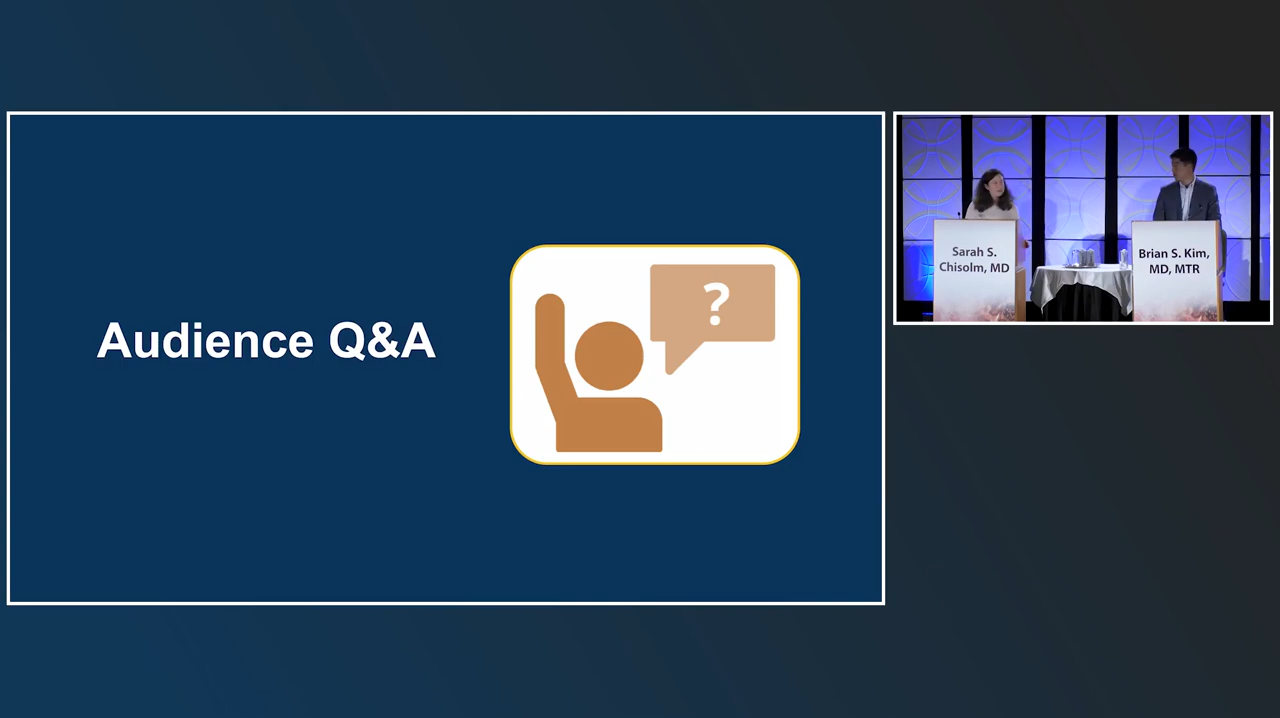 Audience Q&A
?
Sarah S.
Chisolm, MD
Brian S. Kim,
MD, MTR